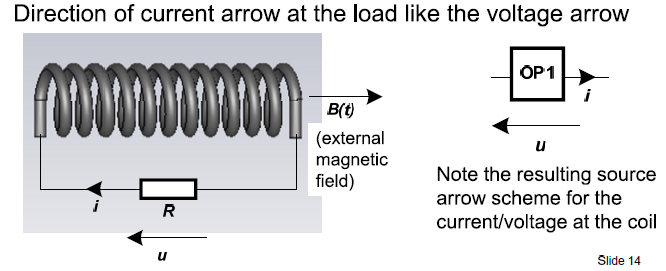 Direction of current arrow at the load like the voltage arrow
B(t)
(external
magnetic
field)
i
R
u
OP1
i
u
Note the resulting source
arrow scheme for the
current/voltage at the coil
Slide 14